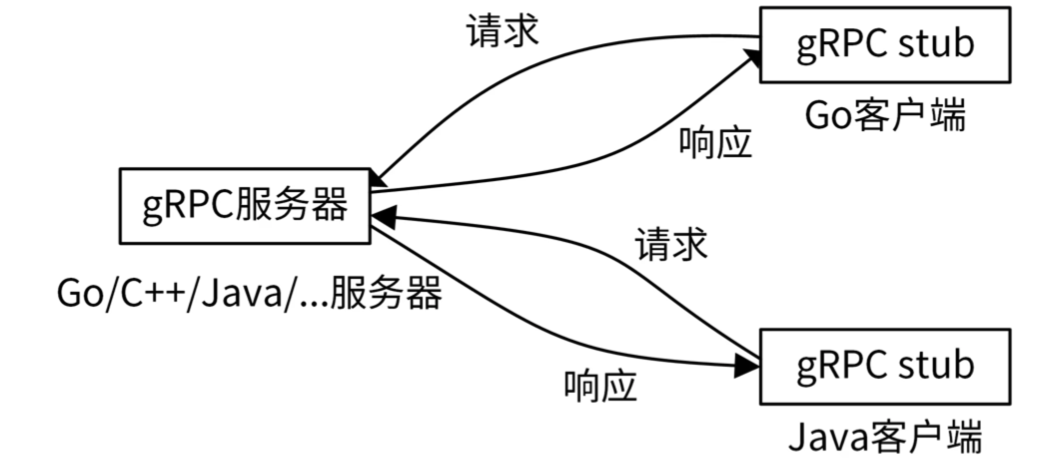 请求
gRPC stub
Go客户端
响应
gRPC服务器
请求
Go/C++/Java/...服务器
gRPC stub
响应
Java客户端